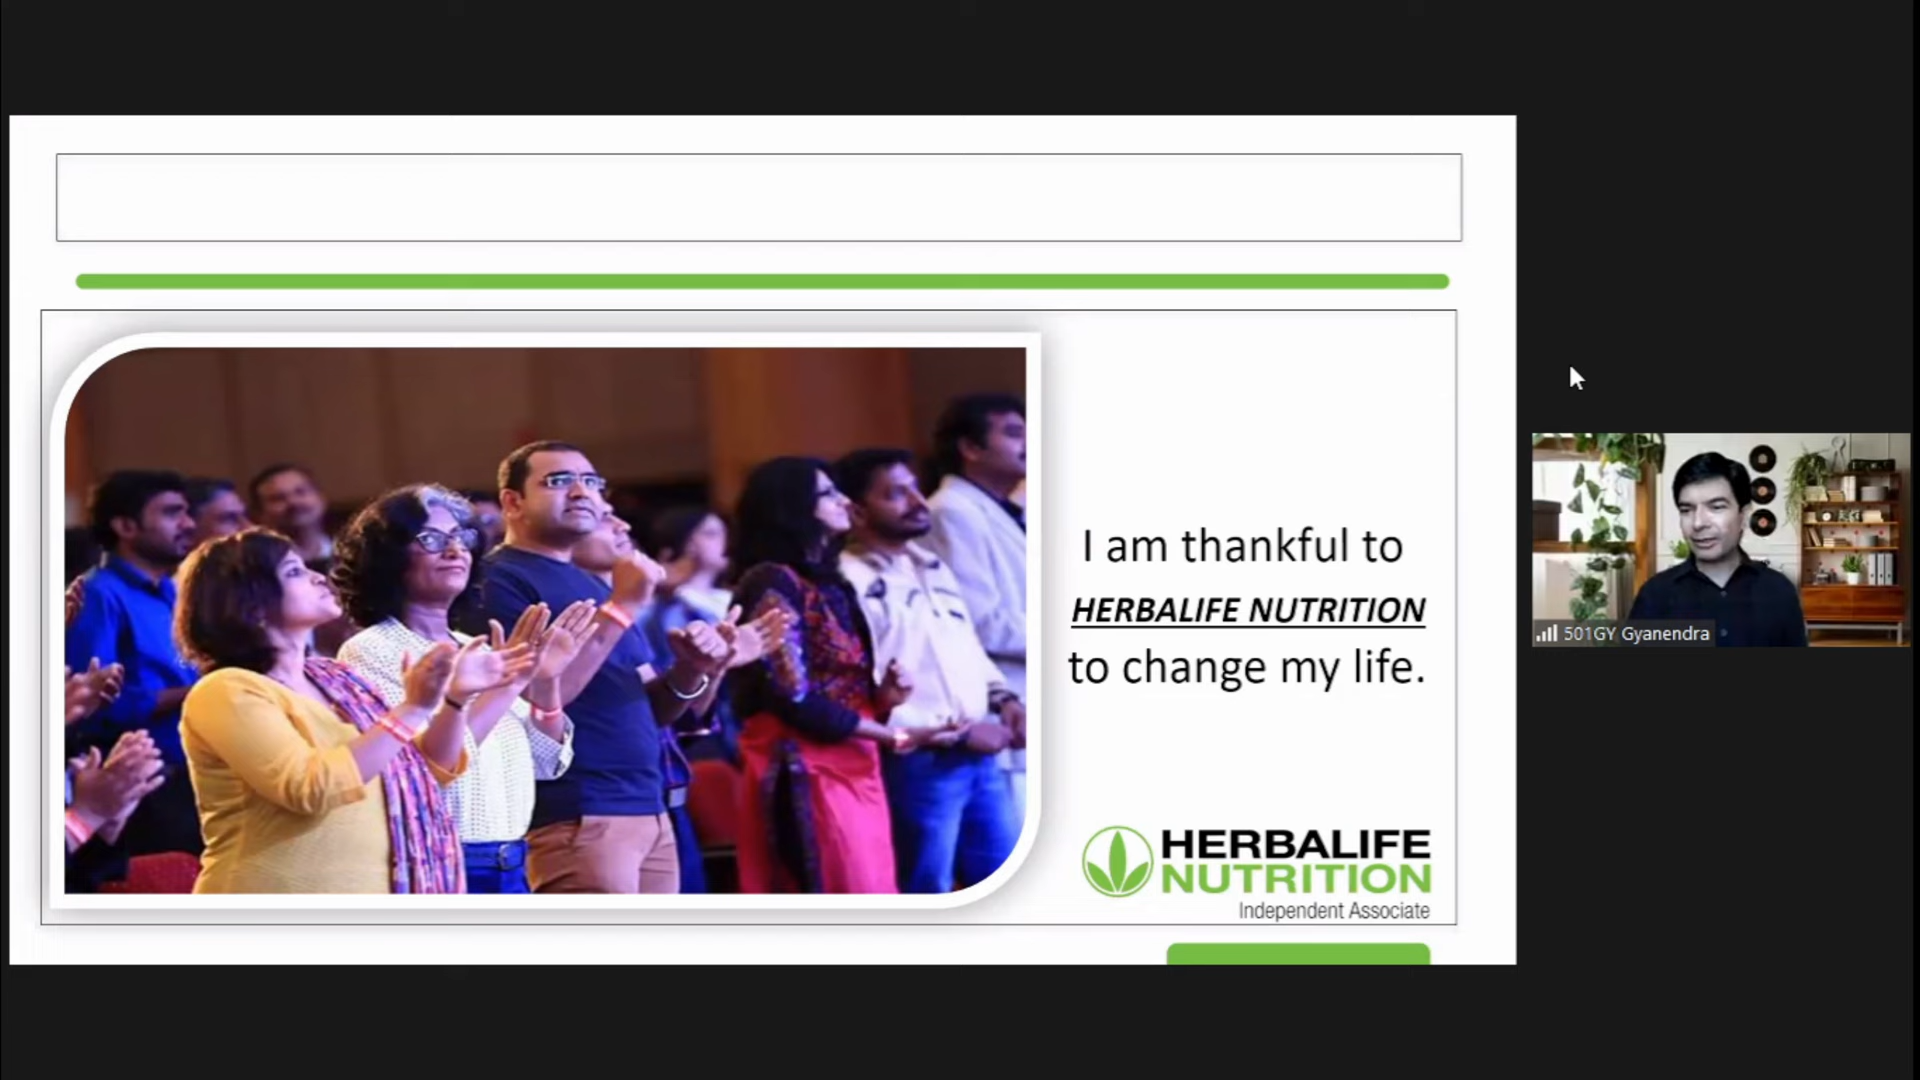 I am thankful to
HERBALIFE NUTRITION
to change my life.
HERBALIFE
NUTRITION
Independent Associate
501GY Gyanendra